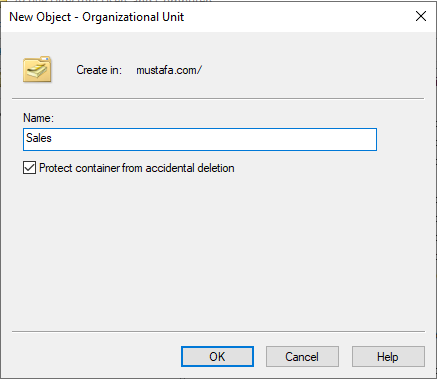 New Object - Organizational Unit
Create in: mustafa.com/
Name:
Sales
Protect container from accidental deletion
OK Cancel Help